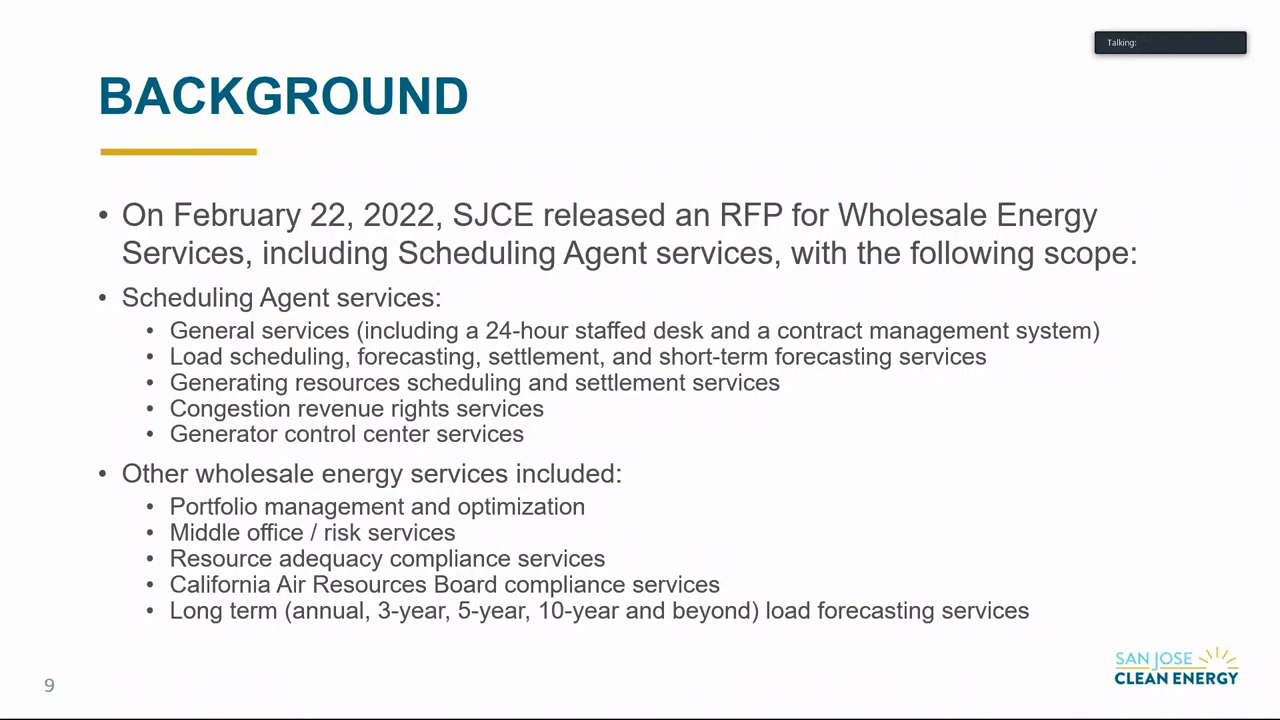 Talking:
BACKGROUND
• On February 22, 2022, SJCE released an RFP for Wholesale Energy
Services, including Scheduling Agent services, with the following scope:
• Scheduling Agent services:
• General services (including a 24-hour staffed desk and a contract management system)
• Load scheduling, forecasting, settlement, and short-term forecasting services
• Generating resources scheduling and settlement services
• Congestion revenue rights services
• Generator control center services
• Other wholesale energy services included:
• Portfolio management and optimization
• Middle office / risk services
• Resource adequacy compliance services
• California Air Resources Board compliance services
• Long term (annual, 3-year, 5-year, 10-year and beyond) load forecasting services
SAN JOSE
CLEAN ENERGY
9